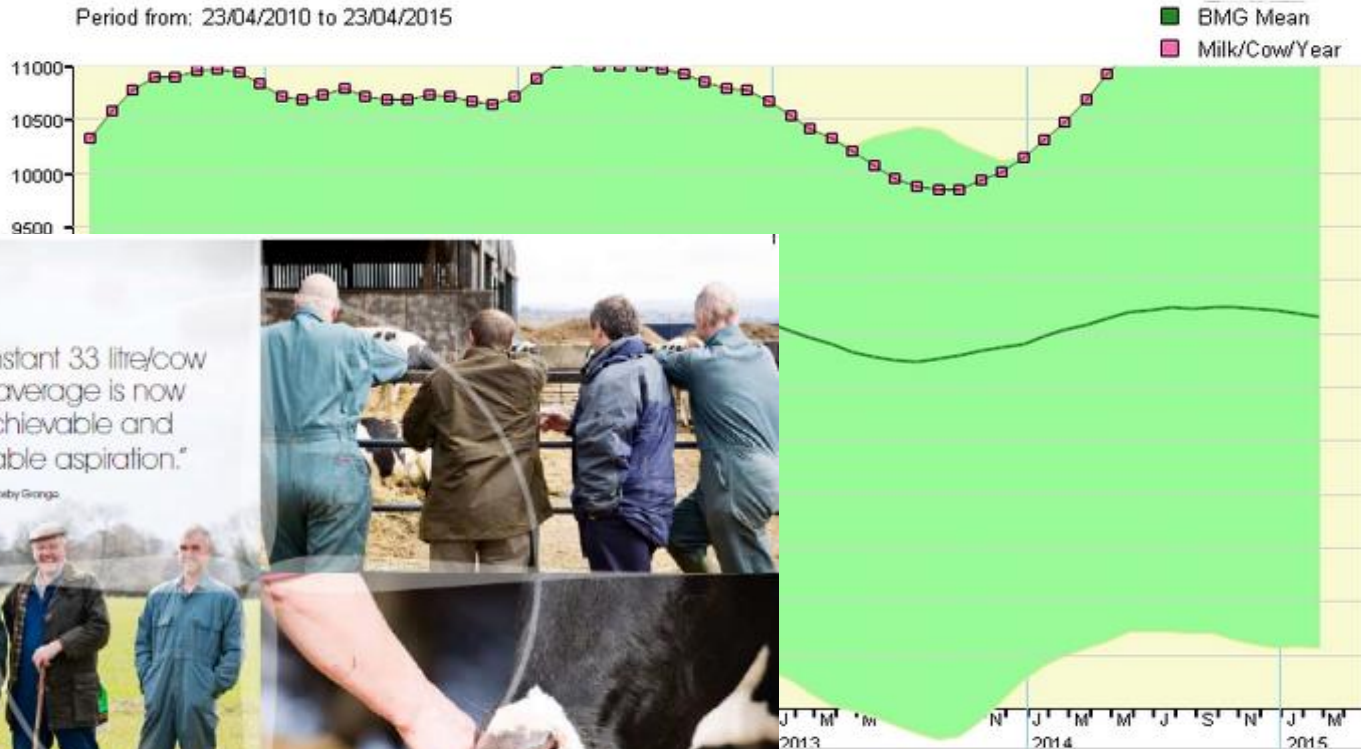 Period from: 23/04/2010 to 23/04/2015
BMG Mean
Milk/Cow/Year
11000
10500
10000
9500
nstant 33 litre/cow
average is now
chievable and
able aspiration."
J M M N J M M J S N J M
2013 2014 2015